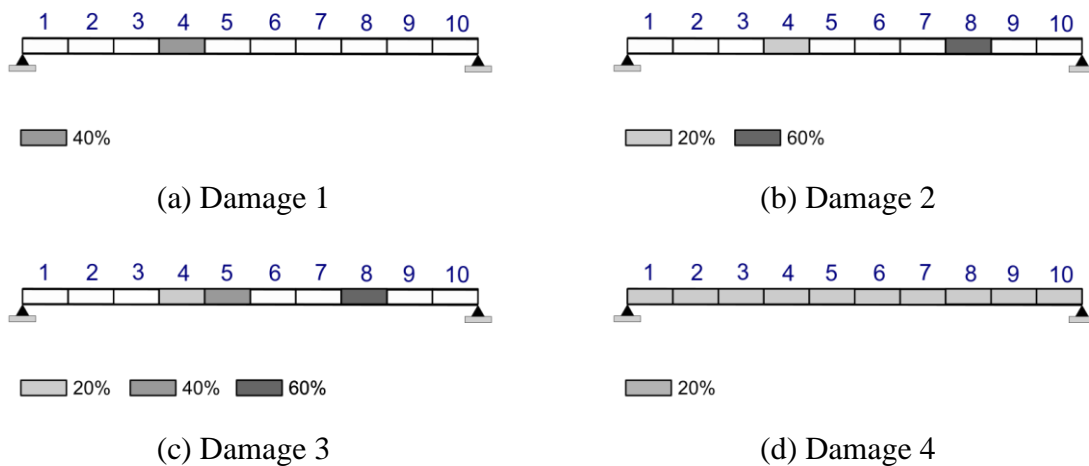 1 2 3 4 5 6 7 8 9 10
40%
(a) Damage 1
1 2 3 4 5 6 7 8 9 10
20% 60%
(b) Damage 2
1 2 3 4 5 6 7 8 9 10
20% 40% 60%
(c) Damage 3
1 2 3 4 5 6 7 8 9 10
20%
(d) Damage 4